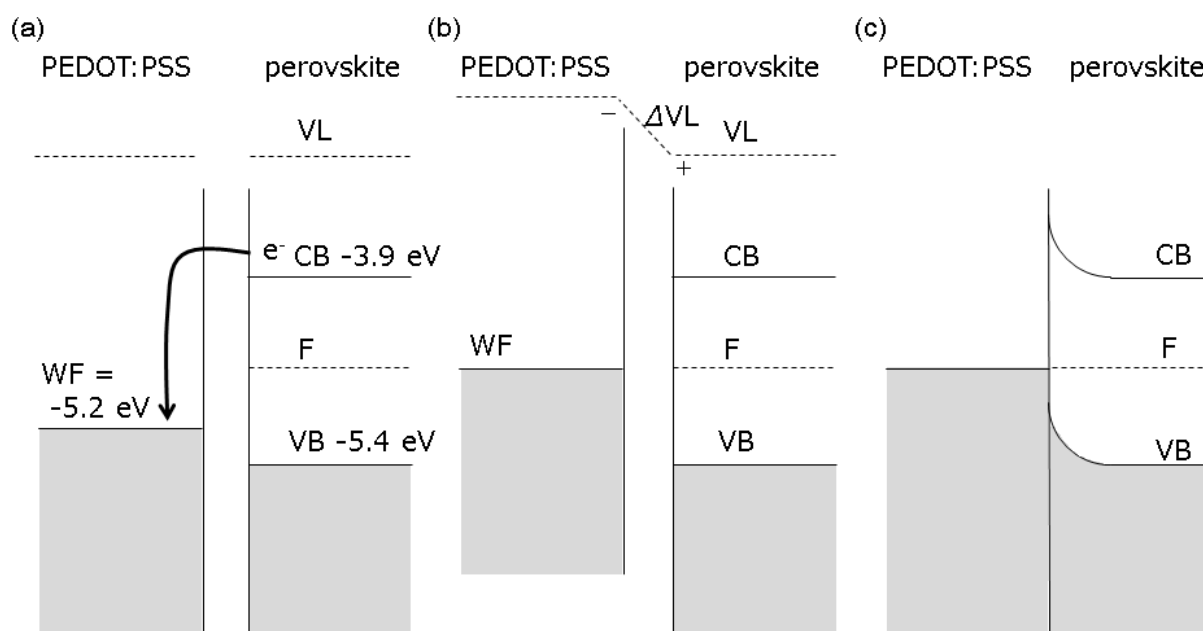 (a)
PEDOT:PSS perovskite
VL
e- CB -3.9 eV
F
WF =
-5.2 eV
VB -5.4 eV
(b)
PEDOT:PSS perovskite
− ΔVL VL
+
CB
WF F
VB
(c)
PEDOT:PSS perovskite
CB
F
VB